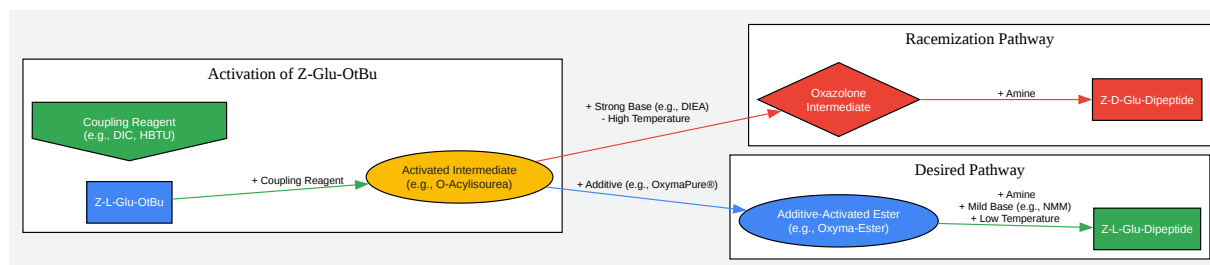 Activation of Z-Glu-OtBu
Coupling Reagent
(e.g., DIC, HBTU)
Z-L-Glu-OtBu
+ Coupling Reagent
Activated Intermediate
(e.g., O-Acylisourea)
+ Strong Base (e.g., DIEA)
- High Temperature
+ Additive (e.g., OxymaPure®)
Racemization Pathway
Oxazolone
Intermediate
+ Amine
Z-D-Glu-Dipeptide
Desired Pathway
Additive-Activated Ester
(e.g., Oxyma-Ester)
+ Amine
+ Mild Base (e.g., NMM)
+ Low Temperature
Z-L-Glu-Dipeptide